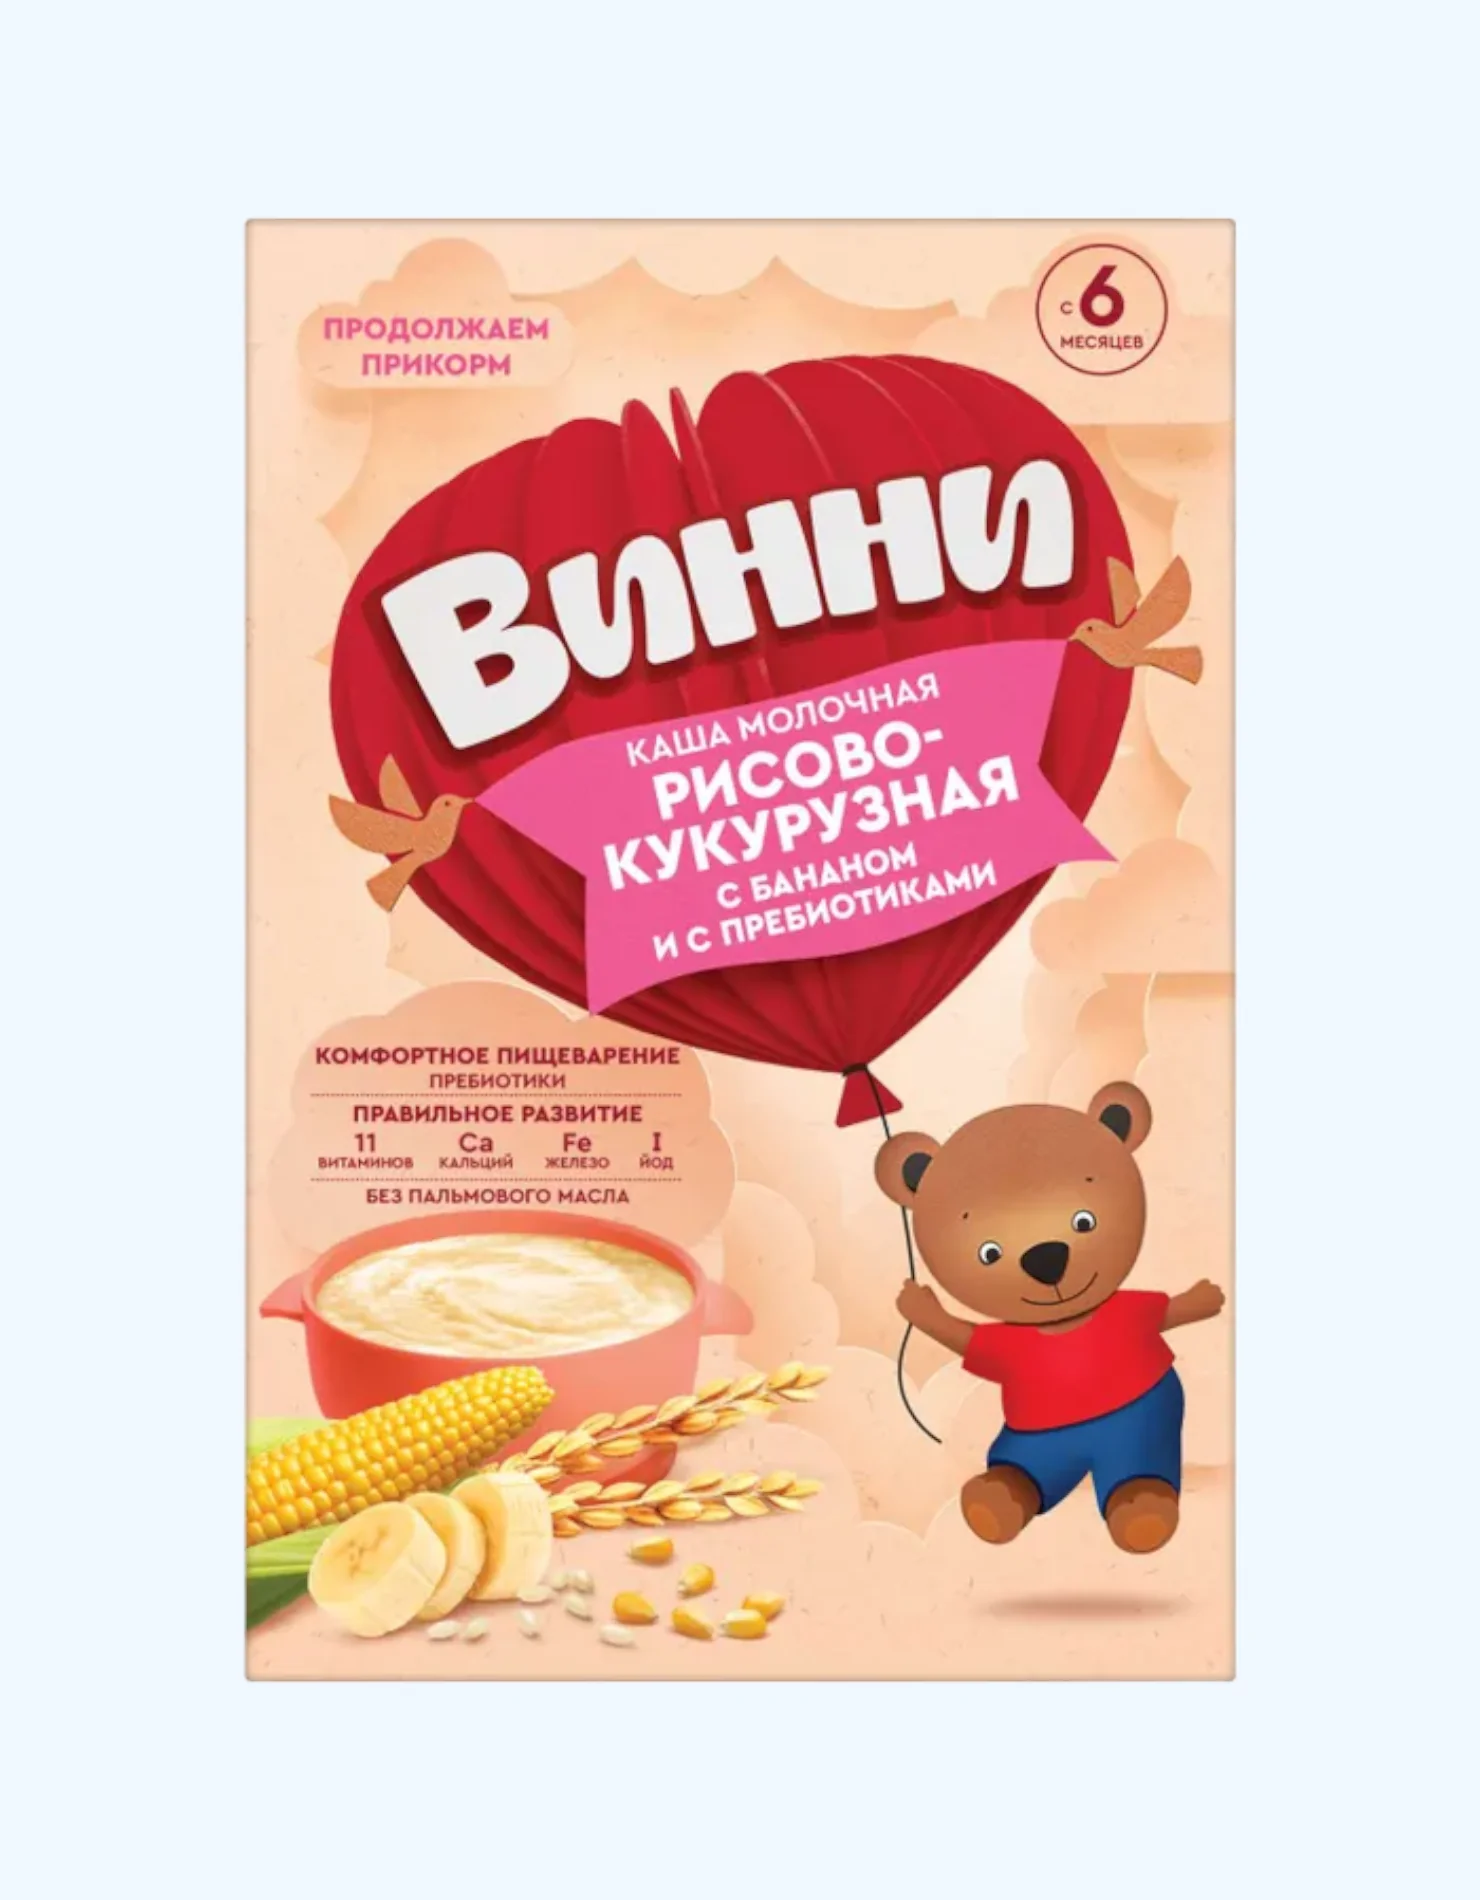 ПРОДОЛЖАЕМ
ПРИКОРМ
С 6
МЕСЯЦЕВ
ВИННИ
КАША МОЛОЧНАЯ
РИСОВО-
КУКУРУЗНАЯ
С БАНАНОМ
И С ПРЕБИОТИКАМИ
КОМФОРТНОЕ ПИЩЕВАРЕНИЕ
ПРЕБИОТИКИ
ПРАВИЛЬНОЕ РАЗВИТИЕ
11 Ca Fe I
ВИТАМИНОВ КАЛЬЦИЙ ЖЕЛЕЗО ЙОД
БЕЗ ПАЛЬМОВОГО МАСЛА